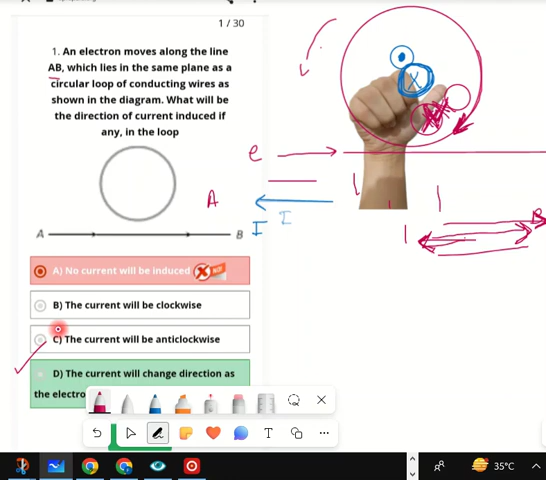 1 / 30
1. An electron moves along the line
AB, which lies in the same plane as a
circular loop of conducting wires as
shown in the diagram. What will be
the direction of current induced if
any, in the loop
A
B
A) No current will be induced
B) The current will be clockwise
C) The current will be anticlockwise
D) The current will change direction as
the electro
e
A
I
I
X
B
T
35°C